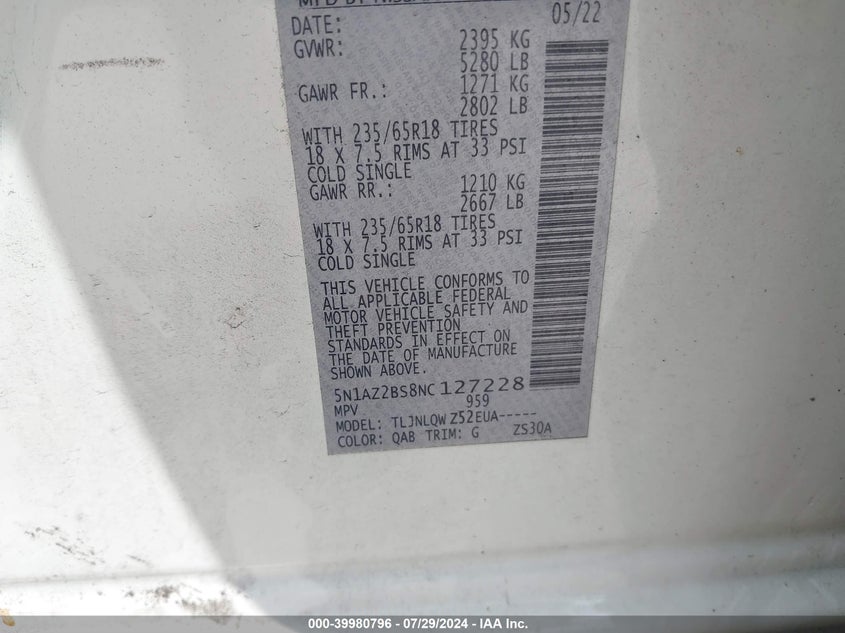 MFD BY NISSAN
DATE: 05/22
GVWR: 2395 KG
5280 LB
GAWR FR.: 1271 KG
2802 LB
WITH 235/65R18 TIRES
18 X 7.5 RIMS AT 33 PSI
COLD SINGLE
GAWR RR.: 1210 KG
2667 LB
WITH 235/65R18 TIRES
18 X 7.5 RIMS AT 33 PSI
COLD SINGLE
THIS VEHICLE CONFORMS TO
ALL APPLICABLE FEDERAL
MOTOR VEHICLE SAFETY AND
THEFT PREVENTION
STANDARDS IN EFFECT ON
THE DATE OF MANUFACTURE
SHOWN ABOVE.
5N1AZ2BS8NC127228
MPV 959
MODEL: TLJNLQW Z52EUA-----
COLOR: QAB TRIM: G ZS30A
000-39980796 - 07/29/2024 - IAA Inc.